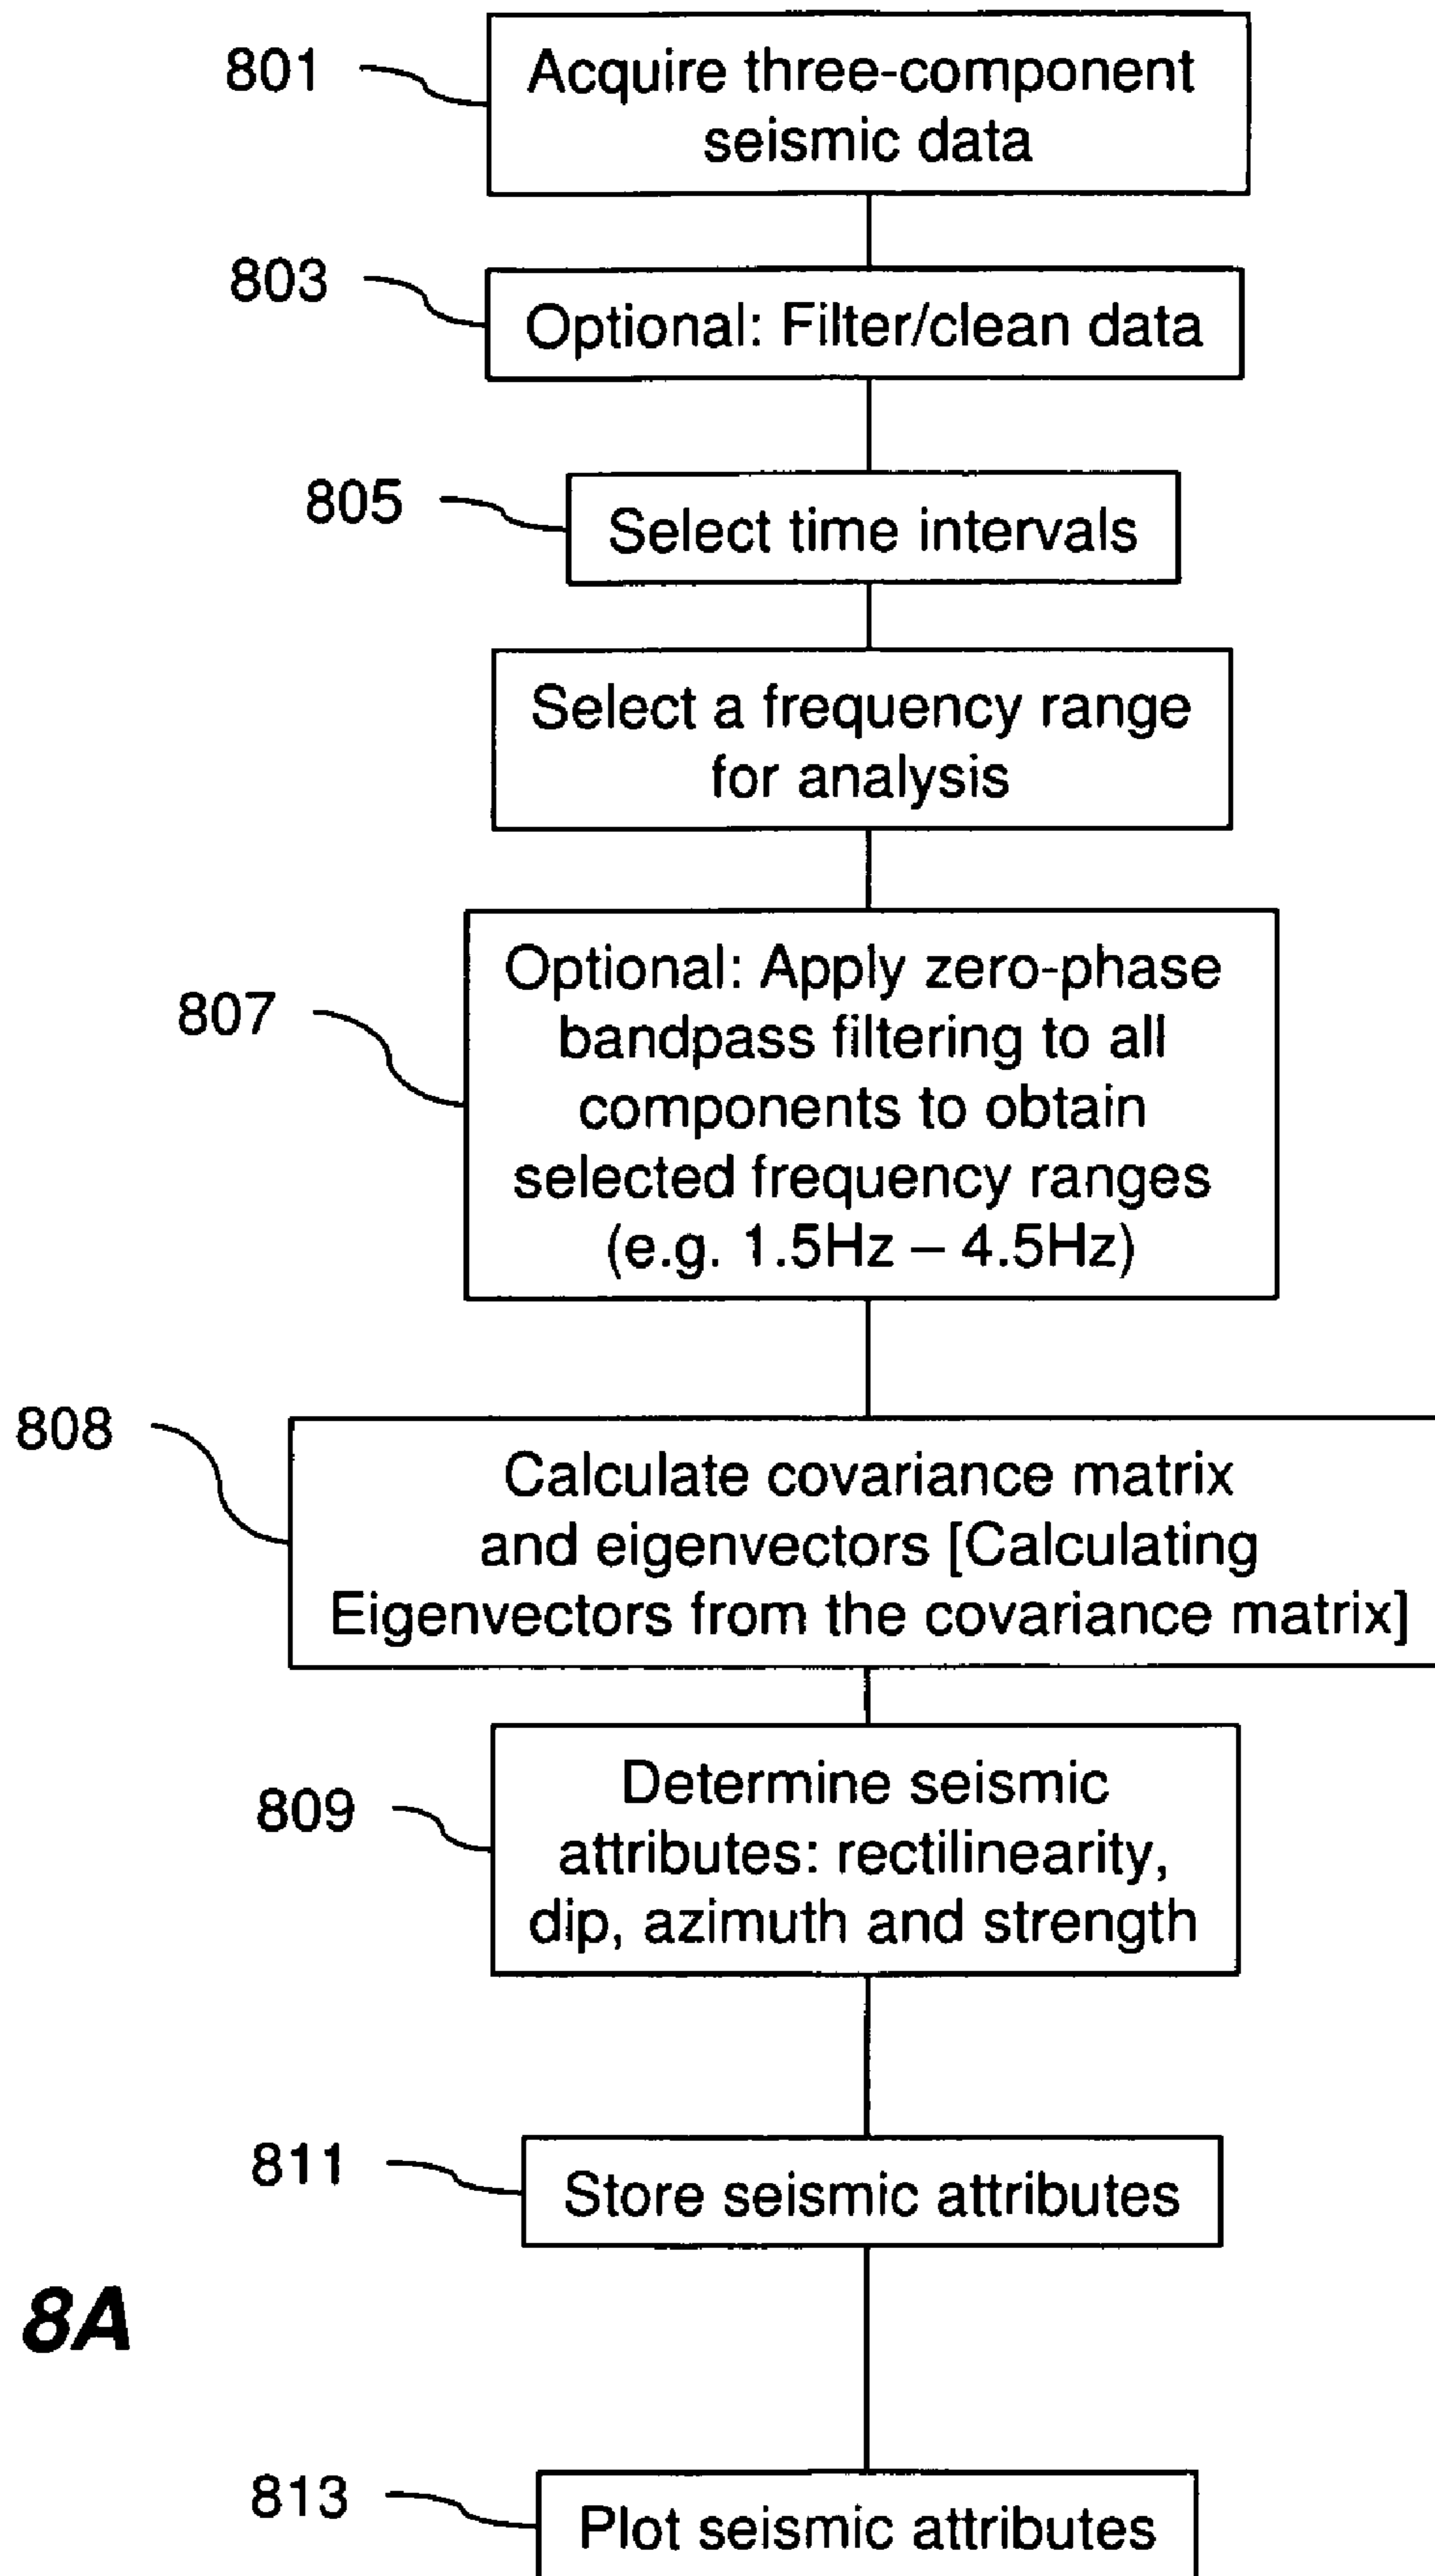 801
Acquire three-component
seismic data
803
Optional: Filter/clean data
805
Select time intervals
Select a frequency range
for analysis
807
Optional: Apply zero-phase
bandpass filtering to all
components to obtain
selected frequency ranges
(e.g. 1.5Hz – 4.5Hz)
808
Calculate covariance matrix
and eigenvectors [Calculating
Eigenvectors from the covariance matrix]
809
Determine seismic
attributes: rectilinearity,
dip, azimuth and strength
811
Store seismic attributes
8A
813
Plot seismic attributes